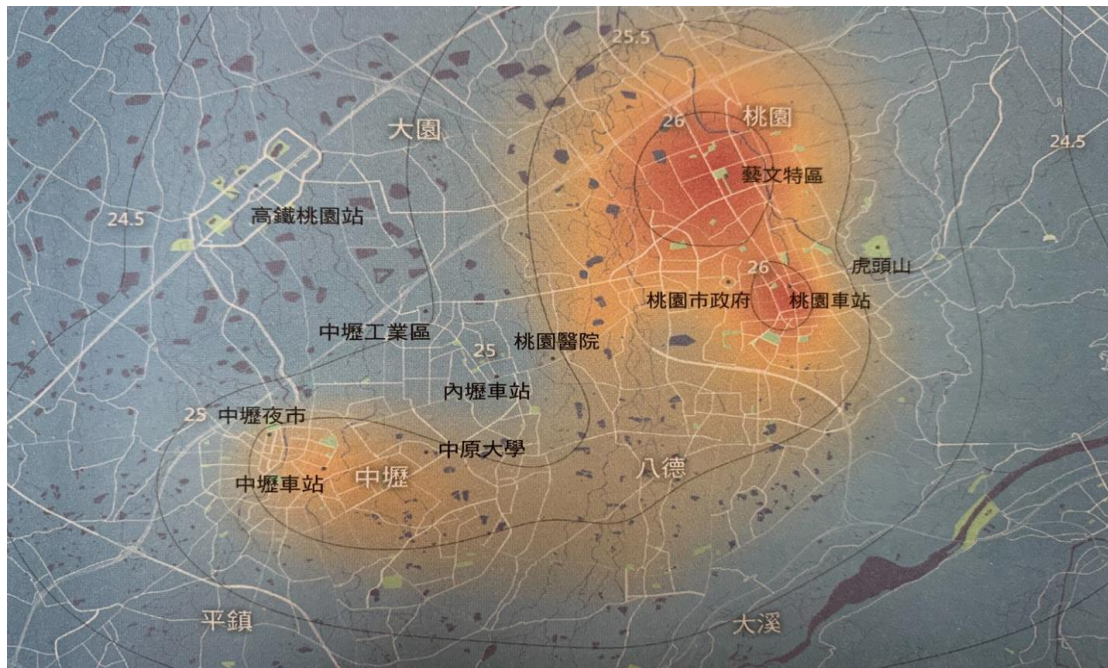 25.5
26
桃園
大園
24.5
藝文特區
24.5
高鐵桃園站
虎頭山
26
桃園市政府
桃園車站
中壢工業區
桃園醫院
25
內壢車站
25
中壢夜市
中原大學
八德
中壢車站
中壢
平鎮
大溪